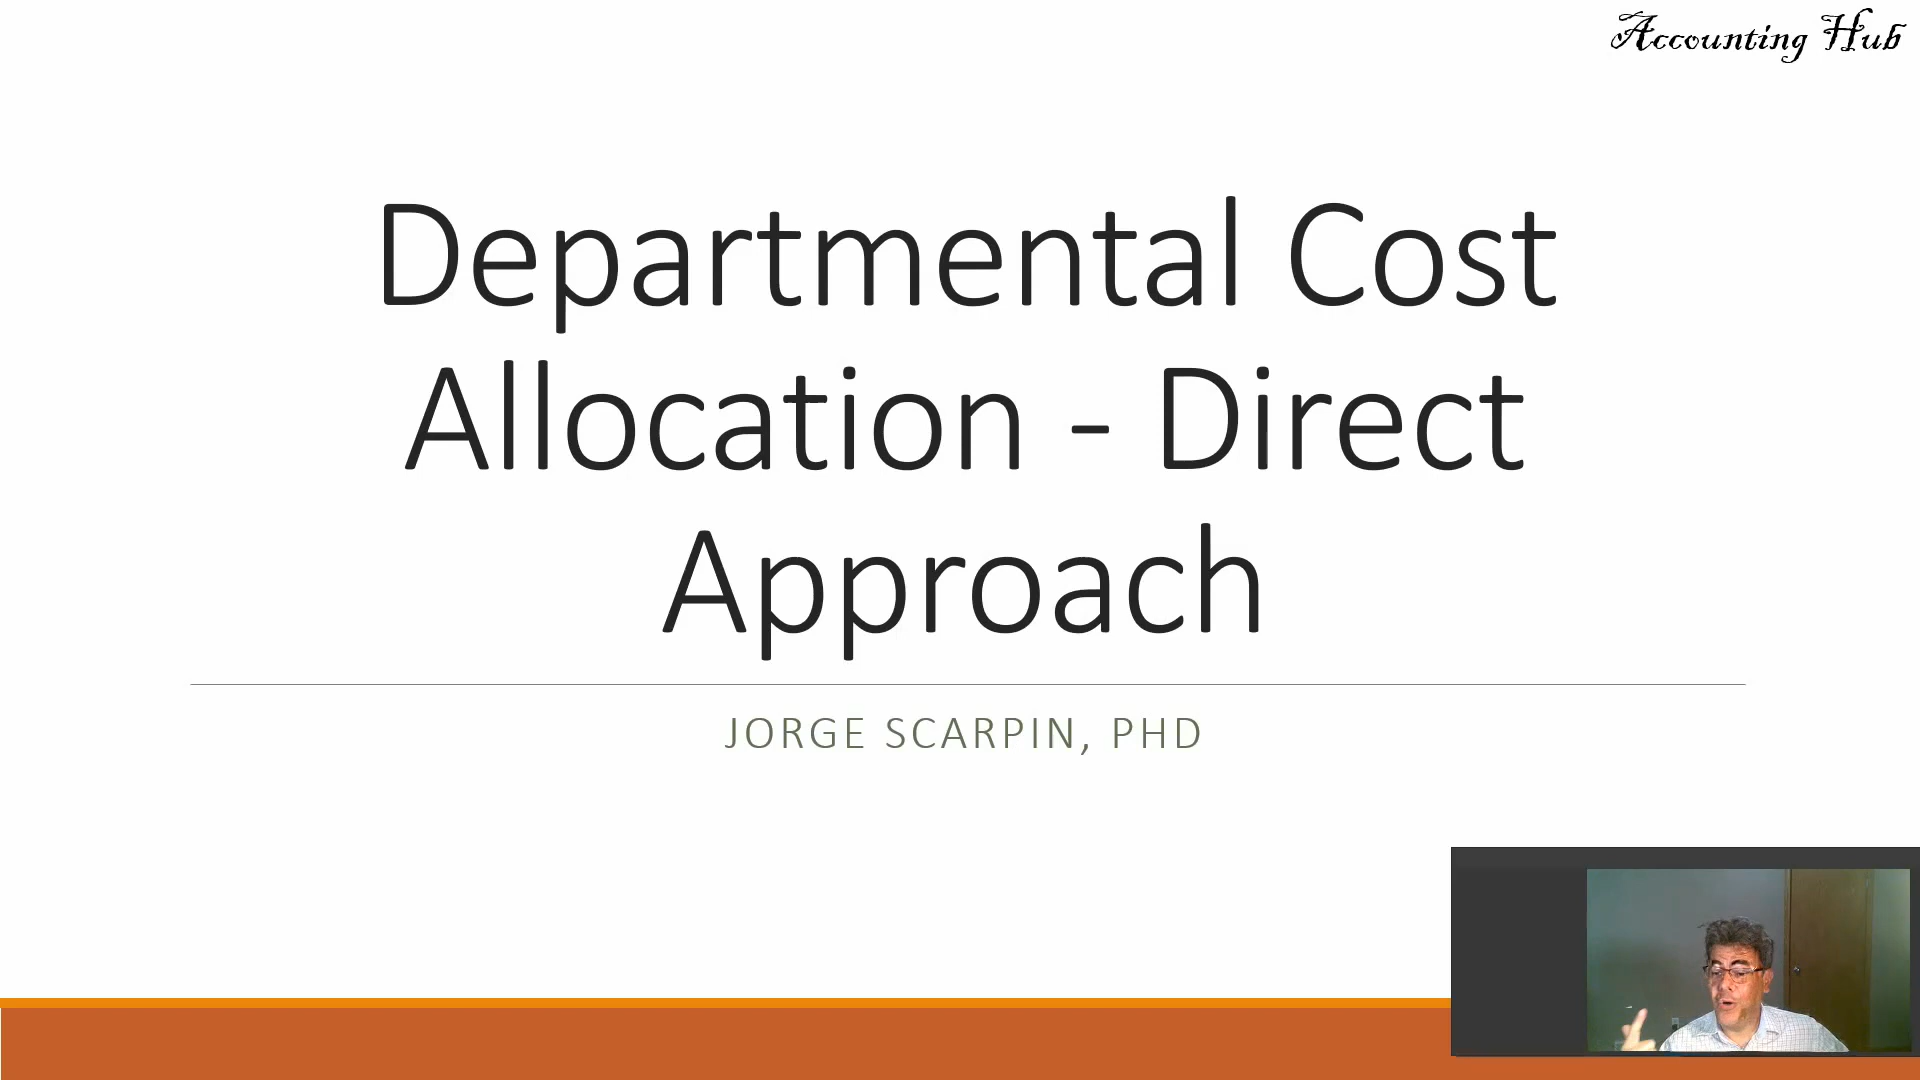 Accounting Hub
Departmental Cost
Allocation - Direct
Approach
JORGE SCARPIN, PHD